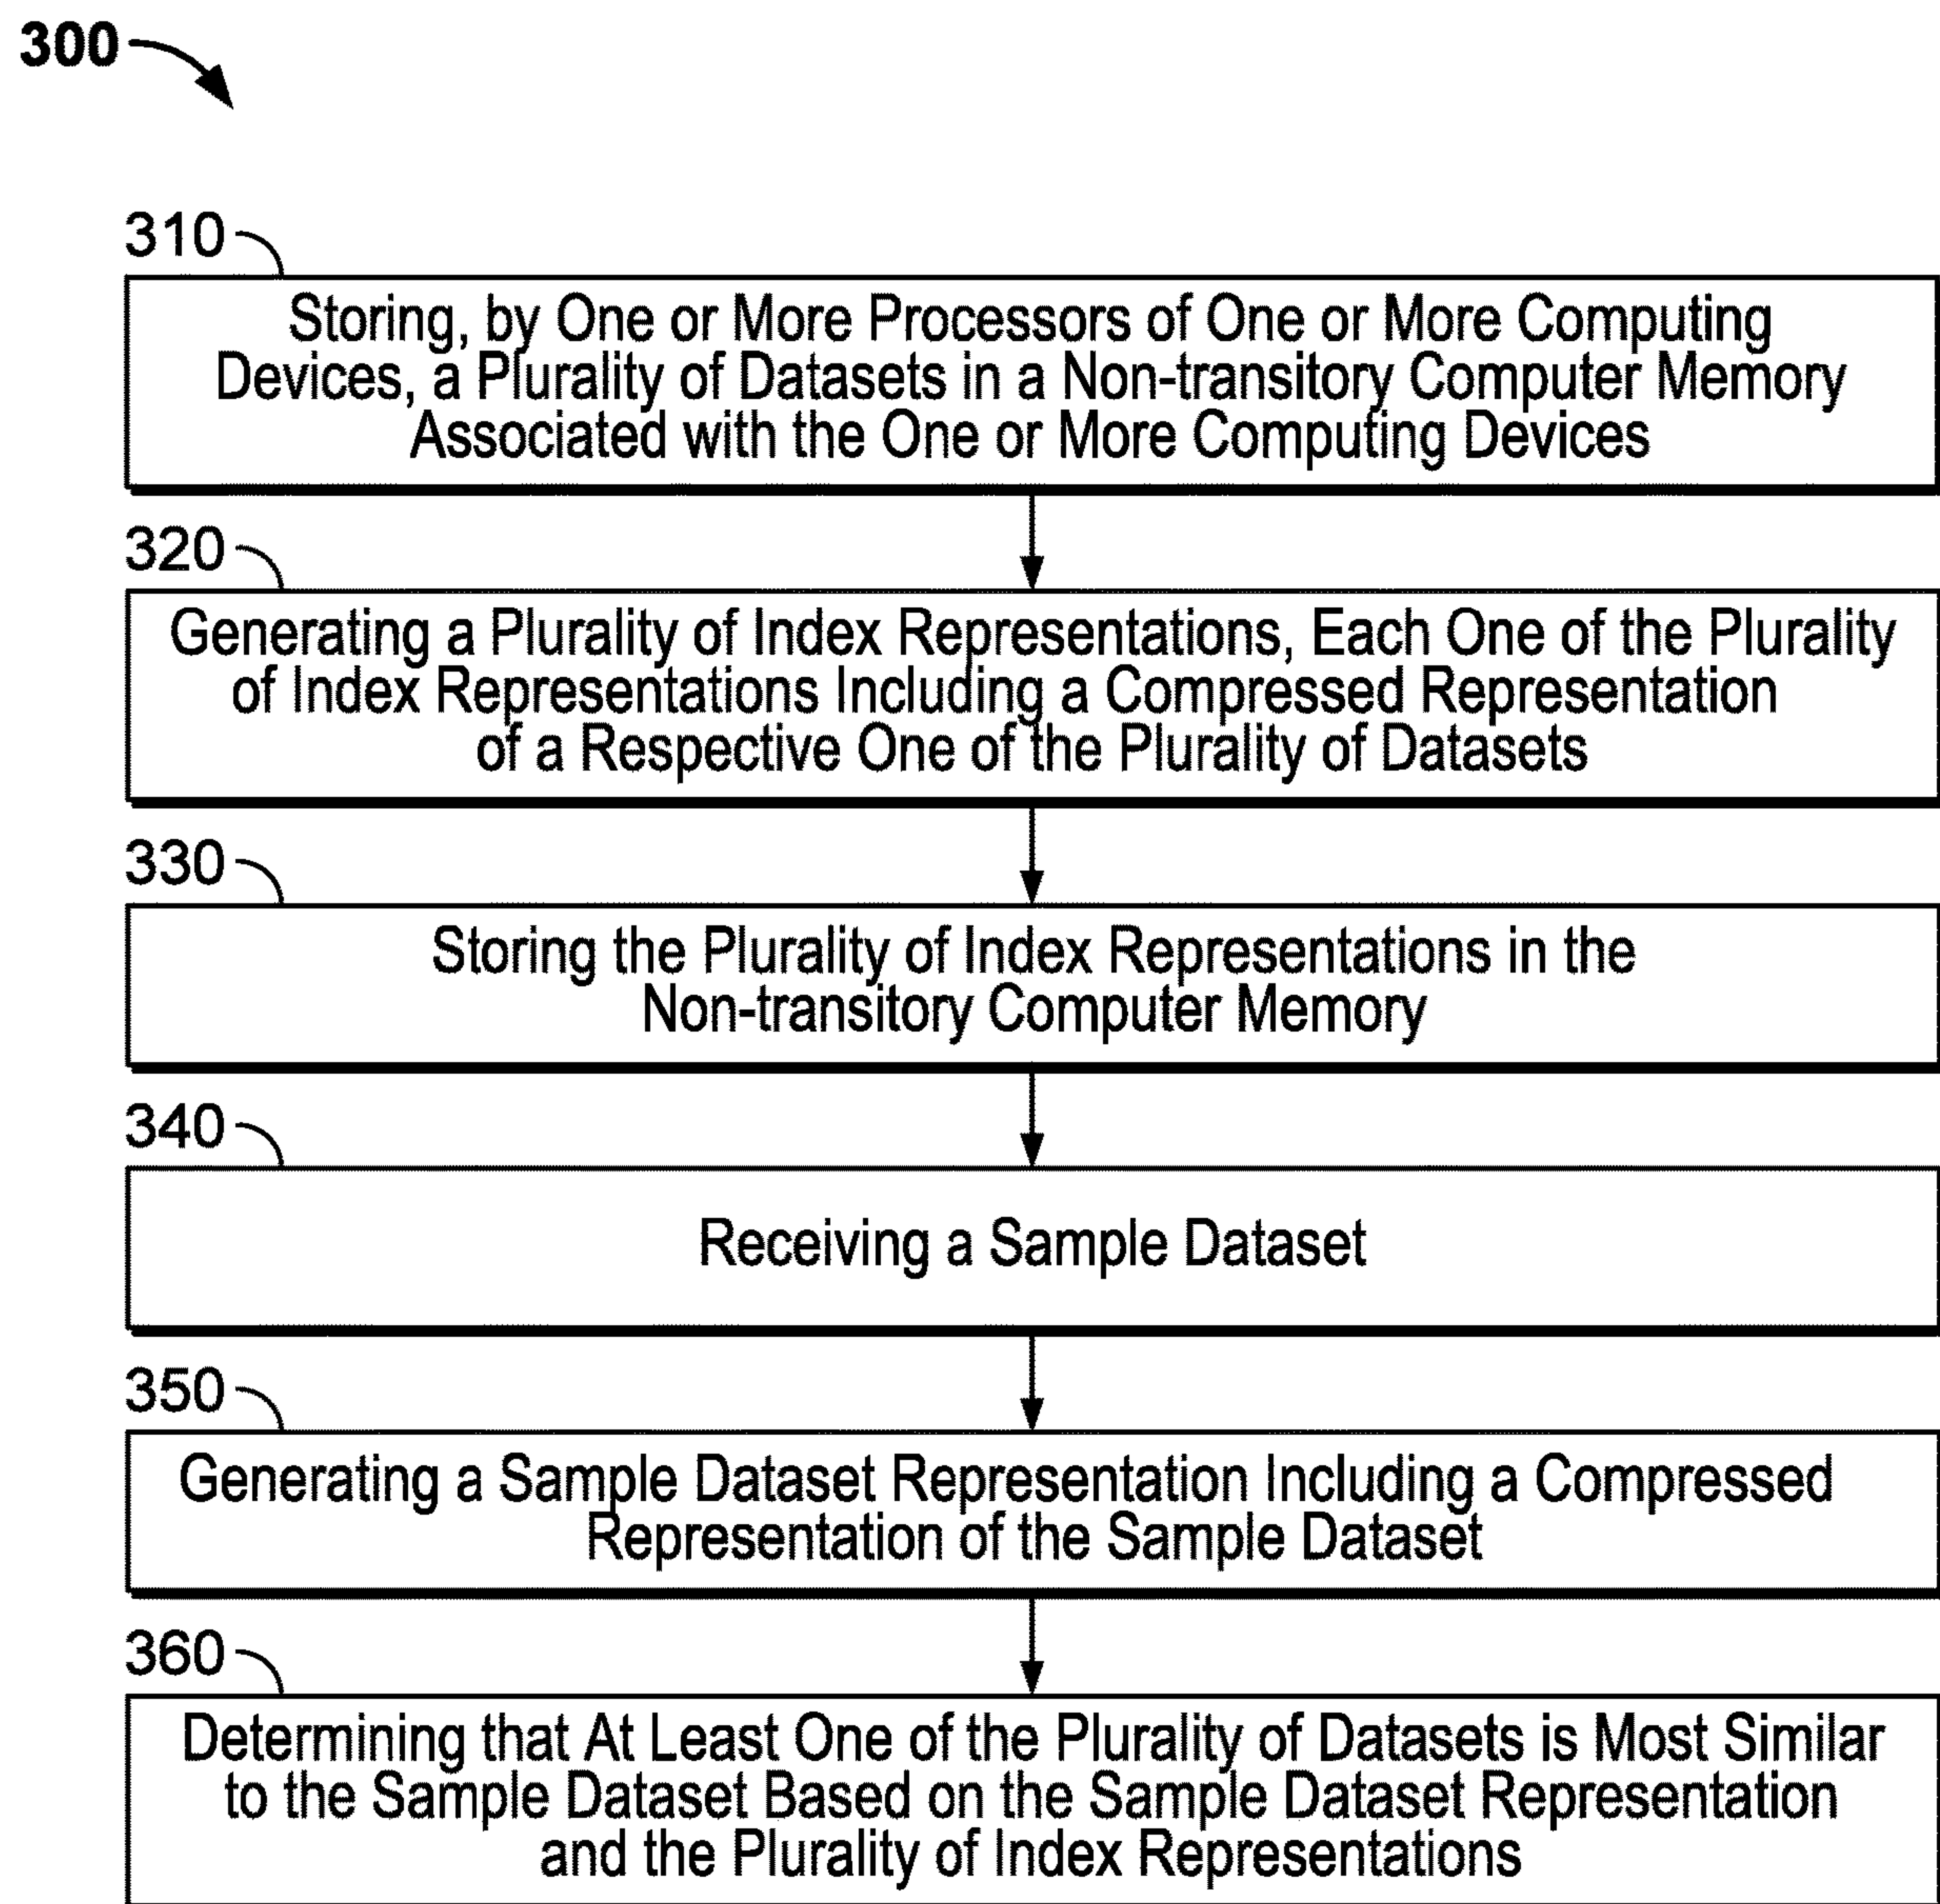 300
310
Storing, by One or More Processors of One or More Computing
Devices, a Plurality of Datasets in a Non-transitory Computer Memory
Associated with the One or More Computing Devices
320
Generating a Plurality of Index Representations, Each One of the Plurality
of Index Representations Including a Compressed Representation
of a Respective One of the Plurality of Datasets
330
Storing the Plurality of Index Representations in the
Non-transitory Computer Memory
340
Receiving a Sample Dataset
350
Generating a Sample Dataset Representation Including a Compressed
Representation of the Sample Dataset
360
Determining that At Least One of the Plurality of Datasets is Most Similar
to the Sample Dataset Based on the Sample Dataset Representation
and the Plurality of Index Representations